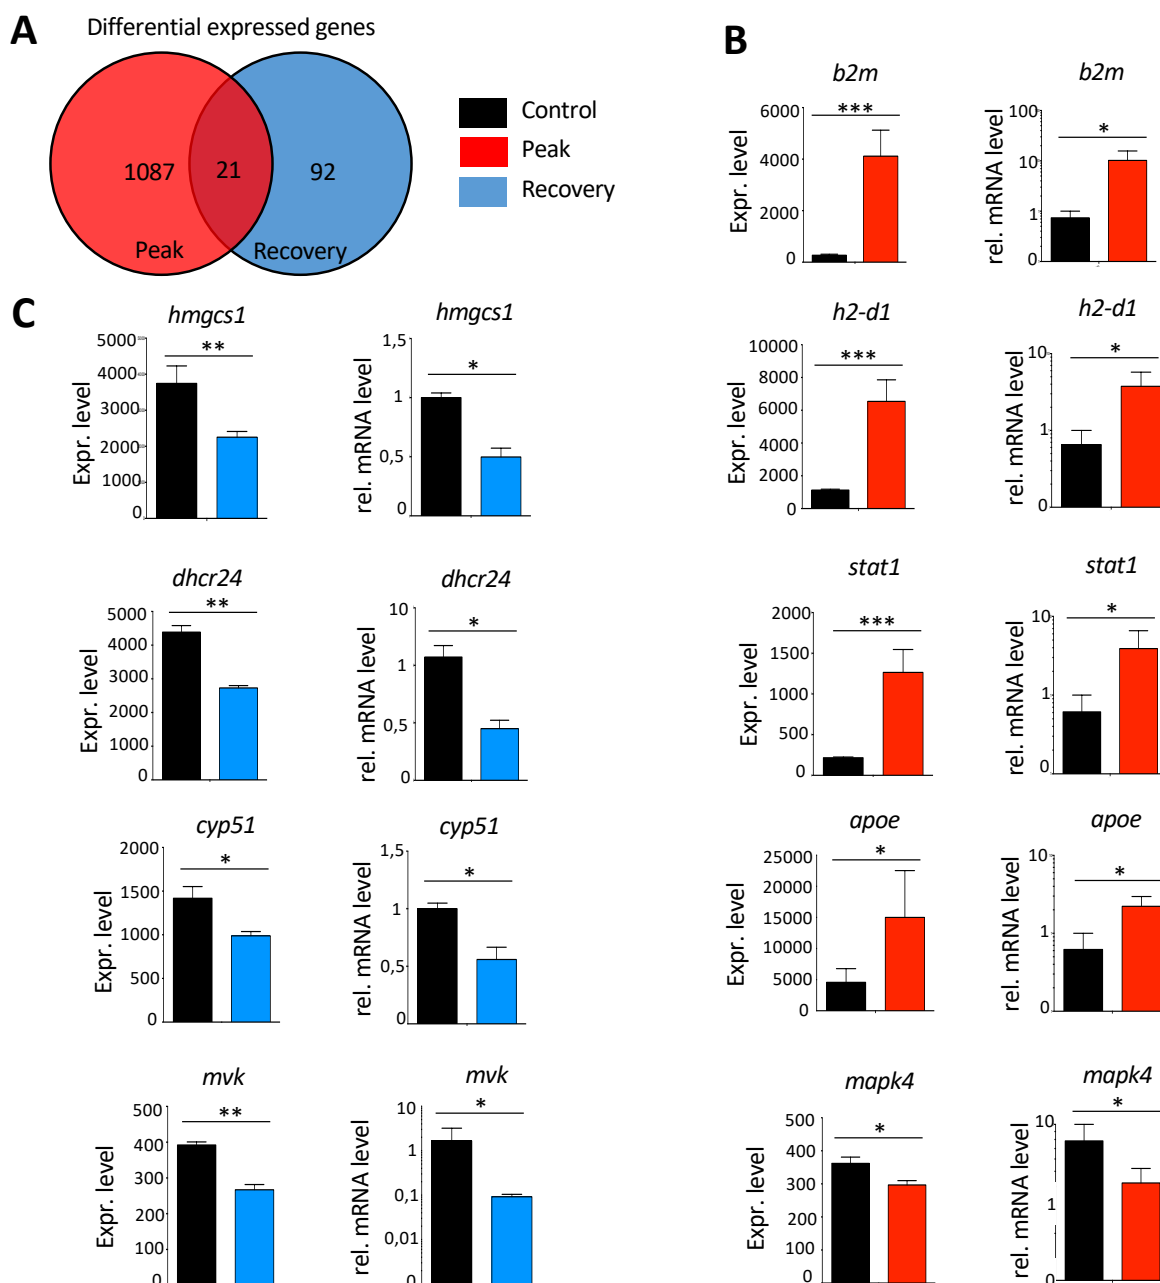 A
Differential expressed genes
1087
21
92
Peak
Recovery
Control
Peak
Recovery
B
b2m
Expr. level
6000
4000
2000
0
***
b2m
rel. mRNA level
100
10
1
0
*
h2-d1
Expr. level
10000
8000
6000
4000
2000
0
***
h2-d1
rel. mRNA level
10
1
0
*
stat1
Expr. level
2000
1500
1000
500
0
***
stat1
rel. mRNA level
10
1
0
*
apoe
Expr. level
25000
20000
15000
10000
5000
0
*
apoe
rel. mRNA level
10
1
0
*
mapk4
Expr. level
500
400
300
200
100
0
*
mapk4
rel. mRNA level
10
1
0
*
C
hmgcs1
Expr. level
5000
4000
3000
2000
1000
0
**
hmgcs1
rel. mRNA level
1,5
1
0,5
0
*
dhcr24
Expr. level
5000
4000
3000
2000
1000
0
**
dhcr24
rel. mRNA level
10
1
0,5
0
*
cyp51
Expr. level
2000
1500
1000
500
0
*
cyp51
rel. mRNA level
1,5
1
0,5
0
*
mvk
Expr. level
500
400
300
200
100
0
**
mvk
rel. mRNA level
10
1
0,1
0,01
0
*